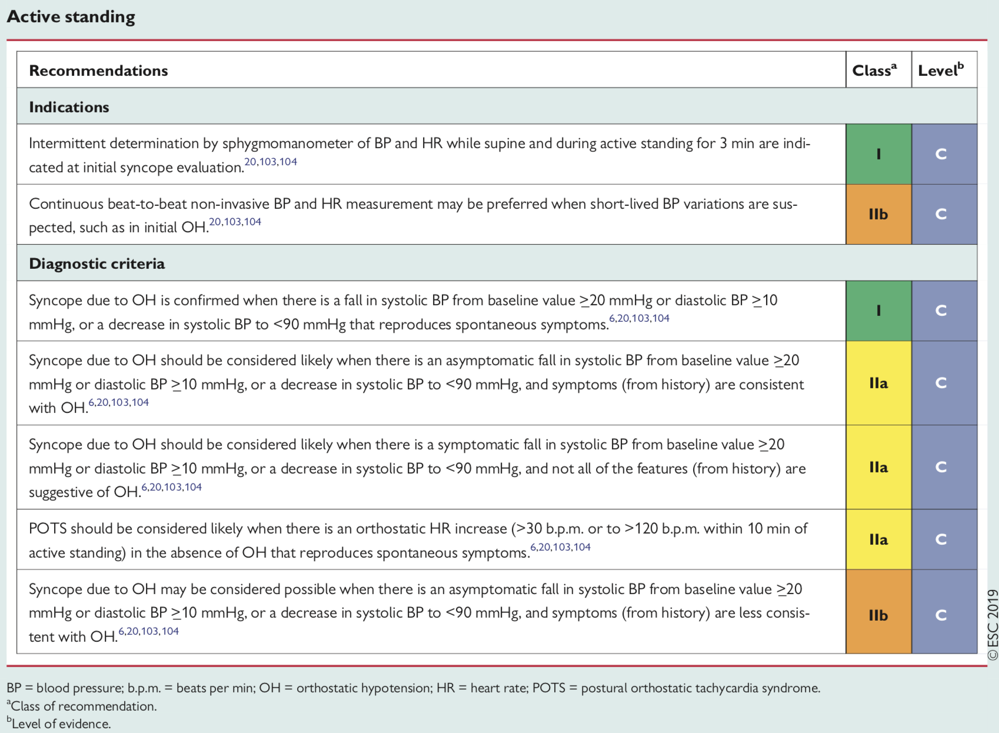 Active standing
Recommendations Classᵃ Levelᵇ
Indications
Intermittent determination by sphygmomanometer of BP and HR while supine and during active standing for 3 min are indi-
cated at initial syncope evaluation.20,103,104
I C
Continuous beat-to-beat non-invasive BP and HR measurement may be preferred when short-lived BP variations are sus-
pected, such as in initial OH.20,103,104
IIb C
Diagnostic criteria
Syncope due to OH is confirmed when there is a fall in systolic BP from baseline value ≥20 mmHg or diastolic BP ≥10
mmHg, or a decrease in systolic BP to <90 mmHg that reproduces spontaneous symptoms.6,20,103,104
I C
Syncope due to OH should be considered likely when there is an asymptomatic fall in systolic BP from baseline value ≥20
mmHg or diastolic BP ≥10 mmHg, or a decrease in systolic BP to <90 mmHg, and symptoms (from history) are consistent
with OH.6,20,103,104
IIa C
Syncope due to OH should be considered likely when there is a symptomatic fall in systolic BP from baseline value ≥20
mmHg or diastolic BP ≥10 mmHg, or a decrease in systolic BP to <90 mmHg, and not all of the features (from history) are
suggestive of OH.6,20,103,104
IIa C
POTS should be considered likely when there is an orthostatic HR increase (>30 b.p.m. or to >120 b.p.m. within 10 min of
active standing) in the absence of OH that reproduces spontaneous symptoms.6,20,103,104
IIa C
Syncope due to OH may be considered possible when there is an asymptomatic fall in systolic BP from baseline value ≥20
mmHg or diastolic BP ≥10 mmHg, or a decrease in systolic BP to <90 mmHg, and symptoms (from history) are less consis-
tent with OH.6,20,103,104
IIb C
©ESC 2019
BP = blood pressure; b.p.m. = beats per min; OH = orthostatic hypotension; HR = heart rate; POTS = postural orthostatic tachycardia syndrome.
ᵃClass of recommendation.
ᵇLevel of evidence.